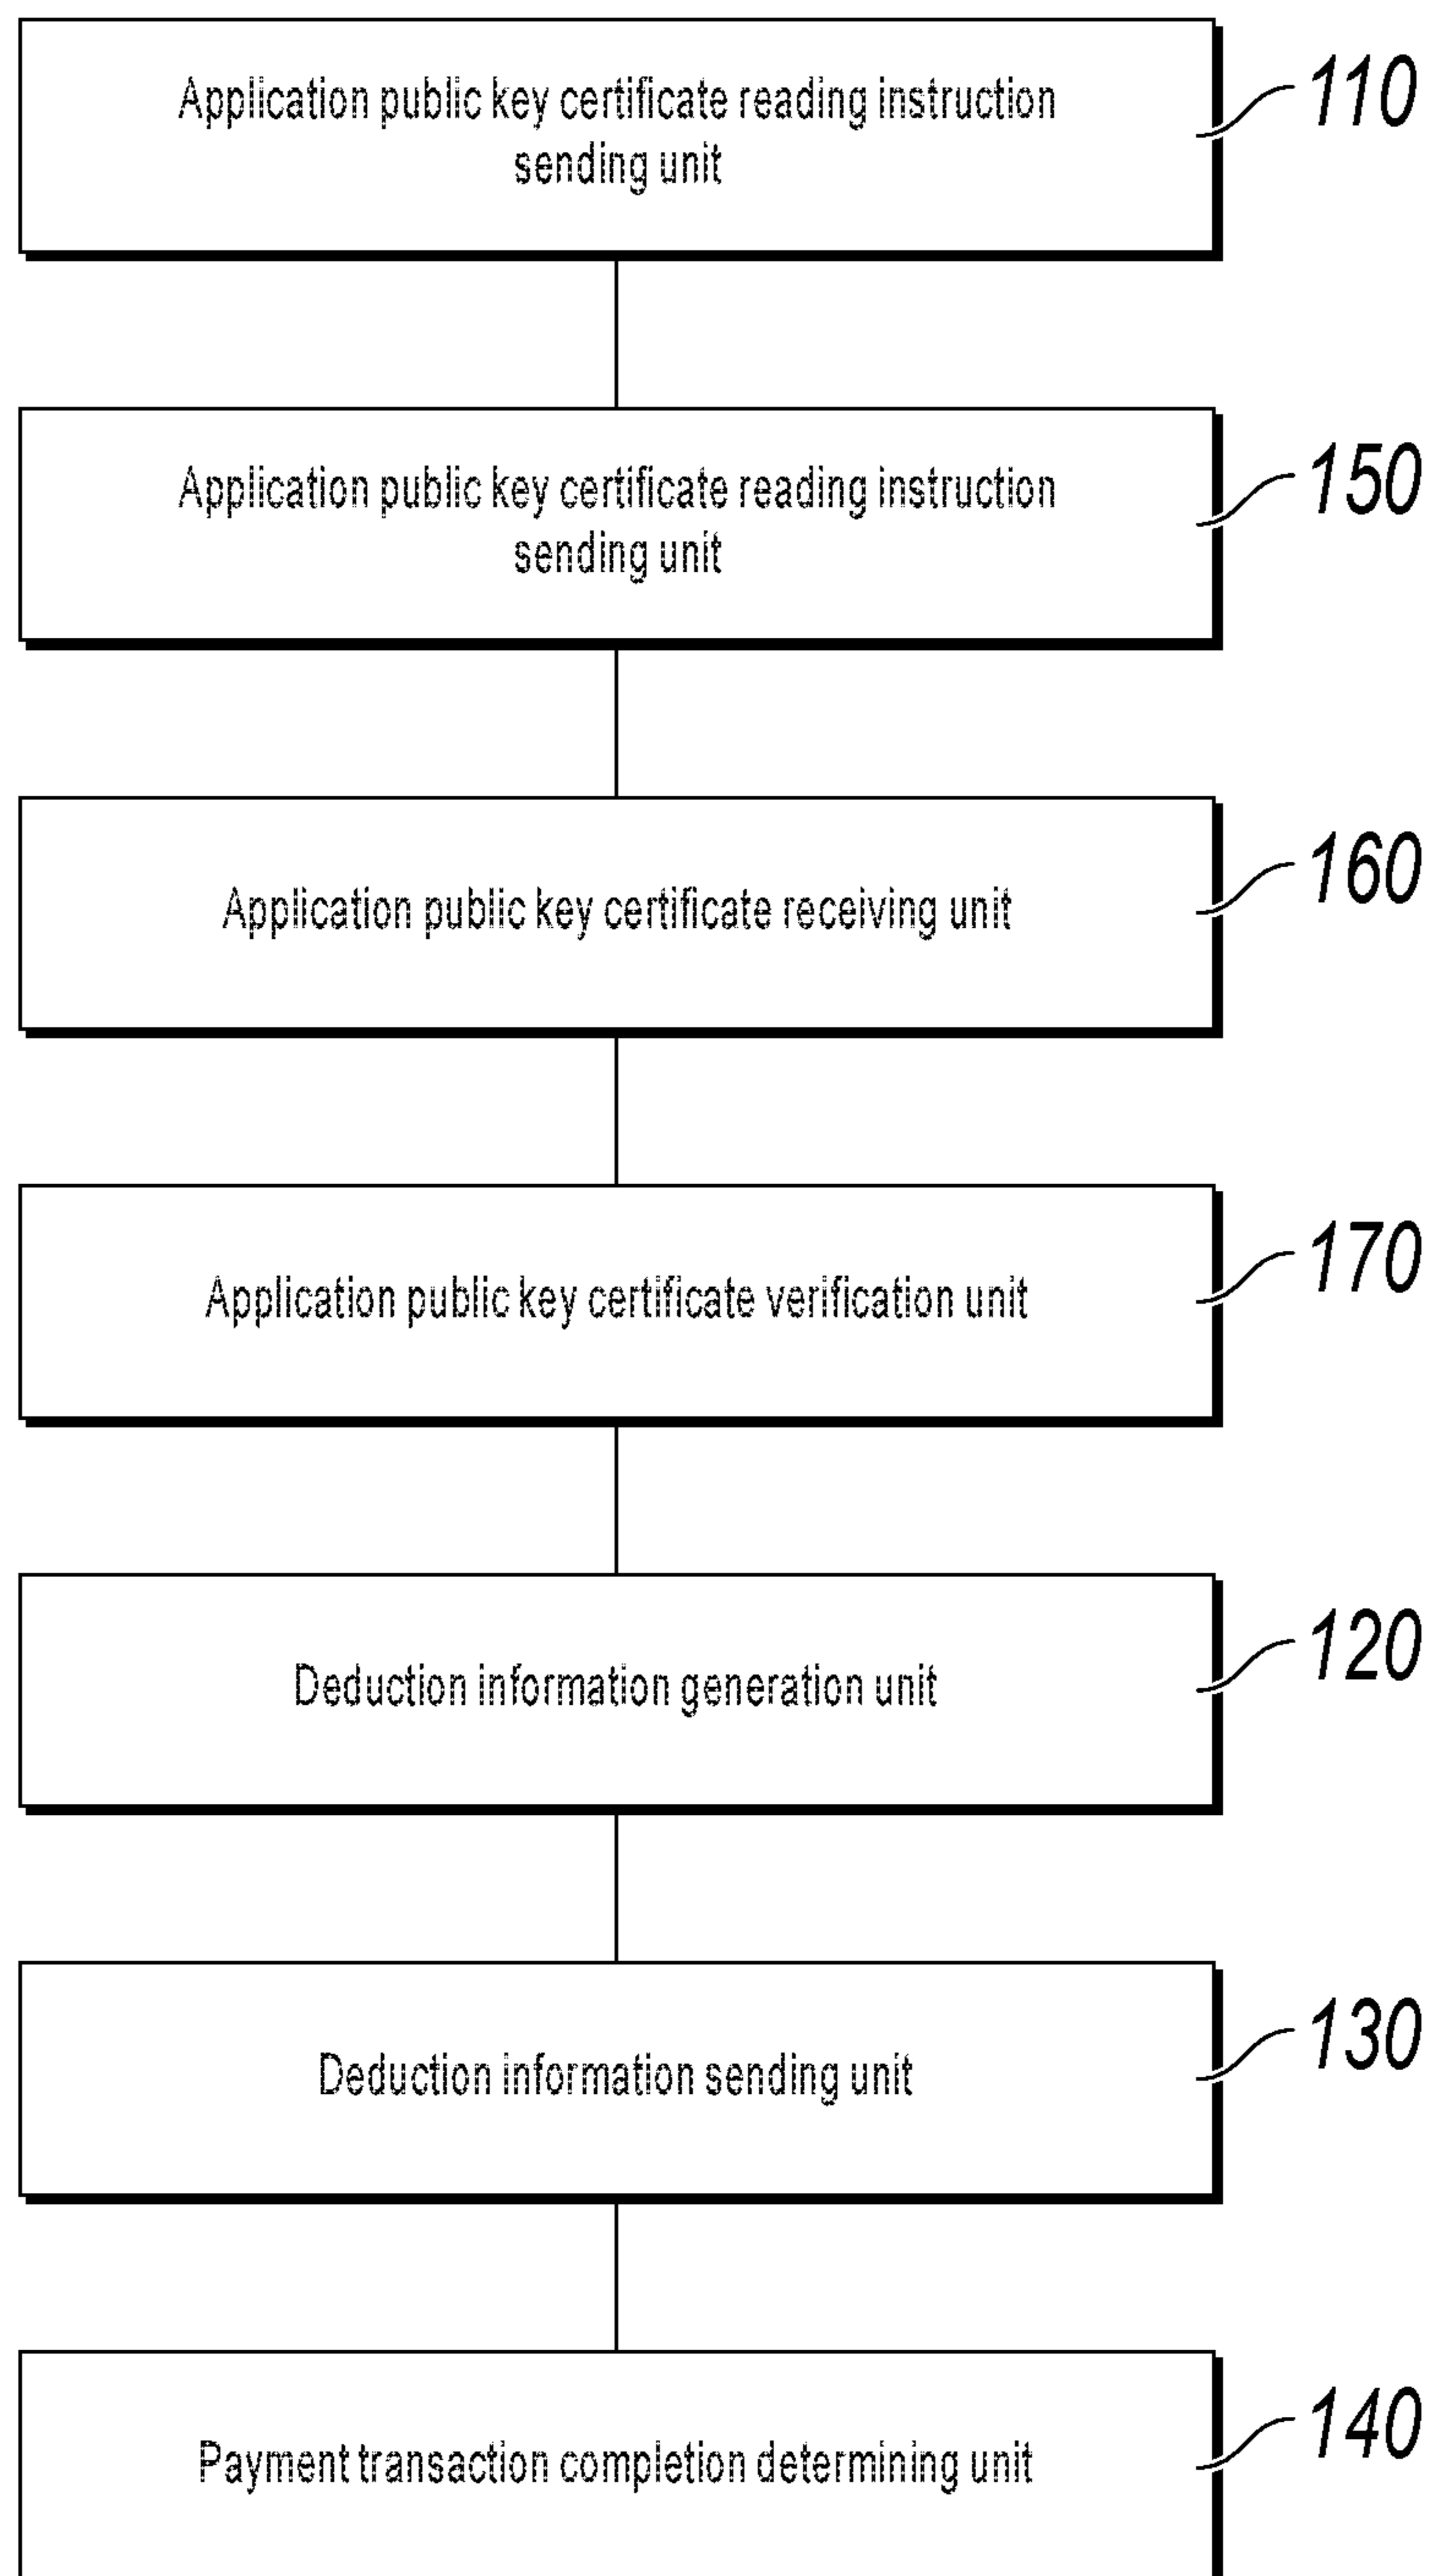 Application public key certificate reading instruction
sending unit
110
Application public key certificate reading instruction
sending unit
150
Application public key certificate receiving unit
160
Application public key certificate verification unit
170
Deduction information generation unit
120
Deduction information sending unit
130
Payment transaction completion determining unit
140